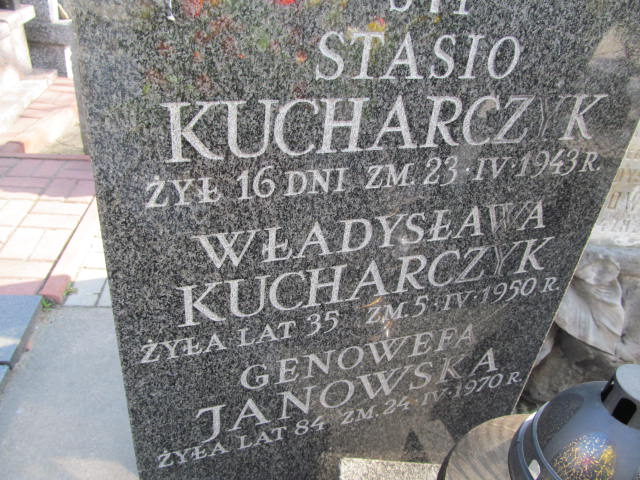 STASIO
KUCHARCZYK
ŻYŁ 16 DNI ZM. 23·IV·1943 R.
WŁADYSŁAWA
KUCHARCZYK
ŻYŁA LAT 35 ZM. 5·IV·1950 R.
GENOWEFA
JANOWSKA
ŻYŁA LAT 84 ZM. 24·IV·1970 R.